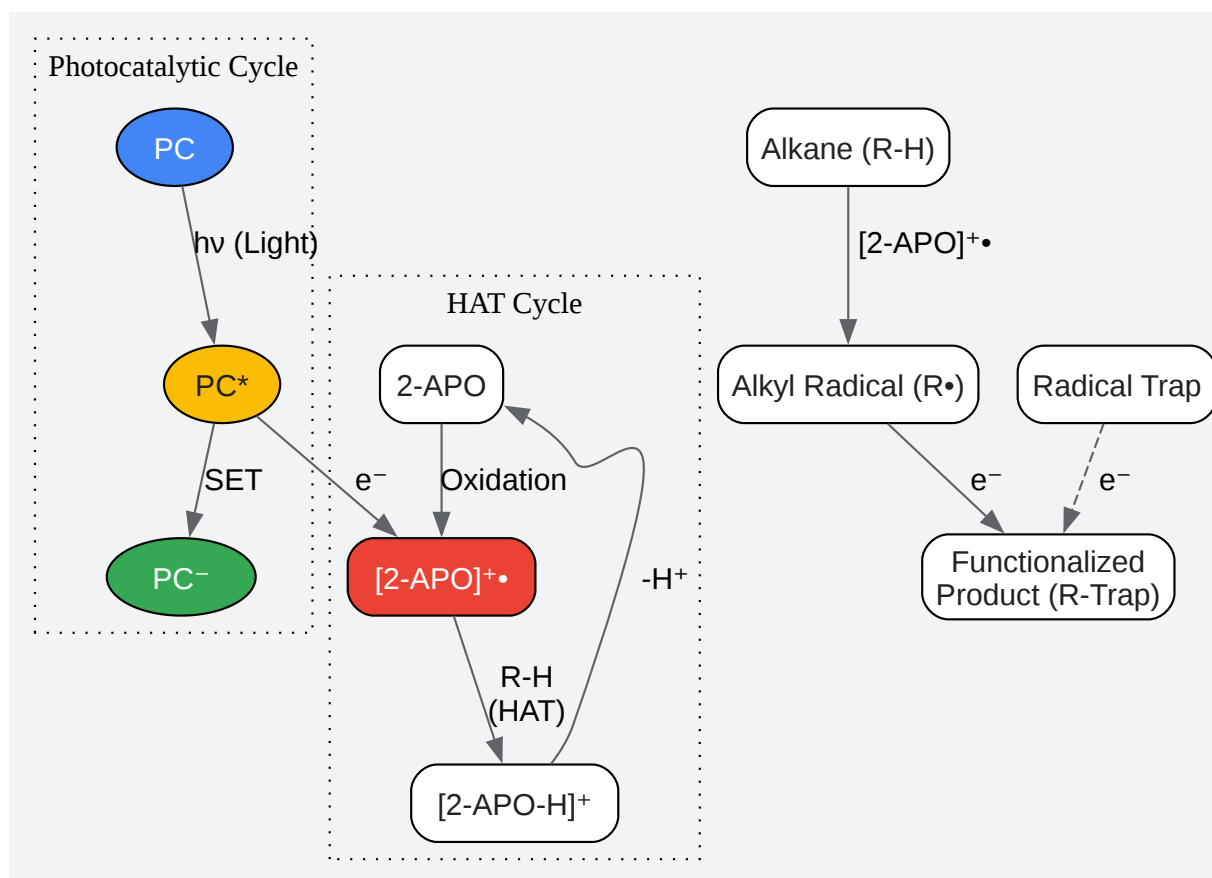 Photocatalytic Cycle
PC
hν (Light)
PC*
SET
PC⁻
e⁻
HAT Cycle
2-APO
Oxidation
[2-APO]⁺•
R-H
(HAT)
-H⁺
[2-APO-H]⁺
Alkane (R-H)
[2-APO]⁺•
Alkyl Radical (R•)
Radical Trap
e⁻
e⁻
Functionalized
Product (R-Trap)